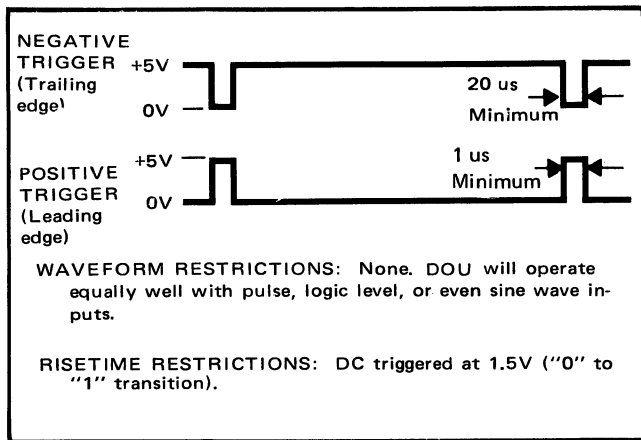 NEGATIVE
TRIGGER
(Trailing
edge)
+5V
0V
20 us
Minimum
POSITIVE
TRIGGER
(Leading
edge)
+5V
0V
1 us
Minimum
WAVEFORM RESTRICTIONS: None. DOU will operate
equally well with pulse, logic level, or even sine wave in-
puts.
RISETIME RESTRICTIONS: DC triggered at 1.5V ("0" to
"1" transition).